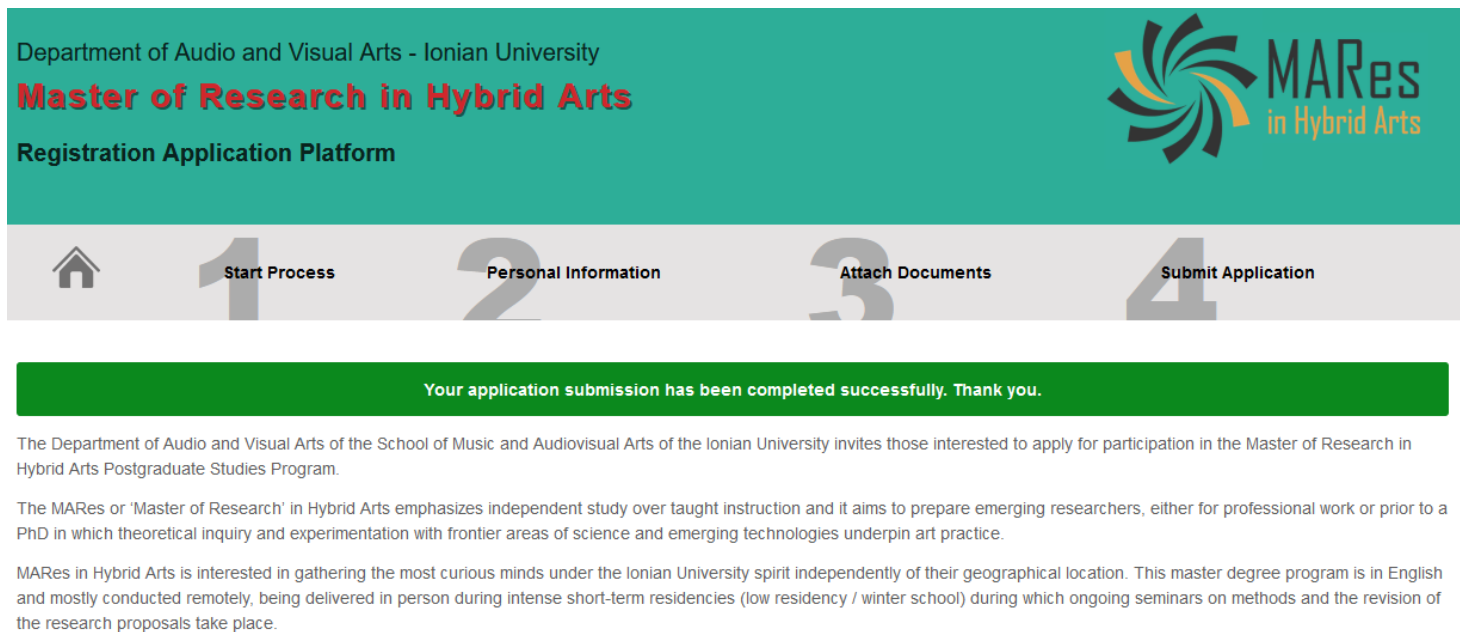 Department of Audio and Visual Arts - Ionian University
Master of Research in Hybrid Arts
Registration Application Platform
MARes
in Hybrid Arts
1 Start Process
2 Personal Information
3 Attach Documents
4 Submit Application
Your application submission has been completed successfully. Thank you.
The Department of Audio and Visual Arts of the School of Music and Audiovisual Arts of the Ionian University invites those interested to apply for participation in the Master of Research in
Hybrid Arts Postgraduate Studies Program.
The MARes or ‘Master of Research’ in Hybrid Arts emphasizes independent study over taught instruction and it aims to prepare emerging researchers, either for professional work or prior to a
PhD in which theoretical inquiry and experimentation with frontier areas of science and emerging technologies underpin art practice.
MARes in Hybrid Arts is interested in gathering the most curious minds under the Ionian University spirit independently of their geographical location. This master degree program is in English
and mostly conducted remotely, being delivered in person during intense short-term residencies (low residency / winter school) during which ongoing seminars on methods and the revision of
the research proposals take place.